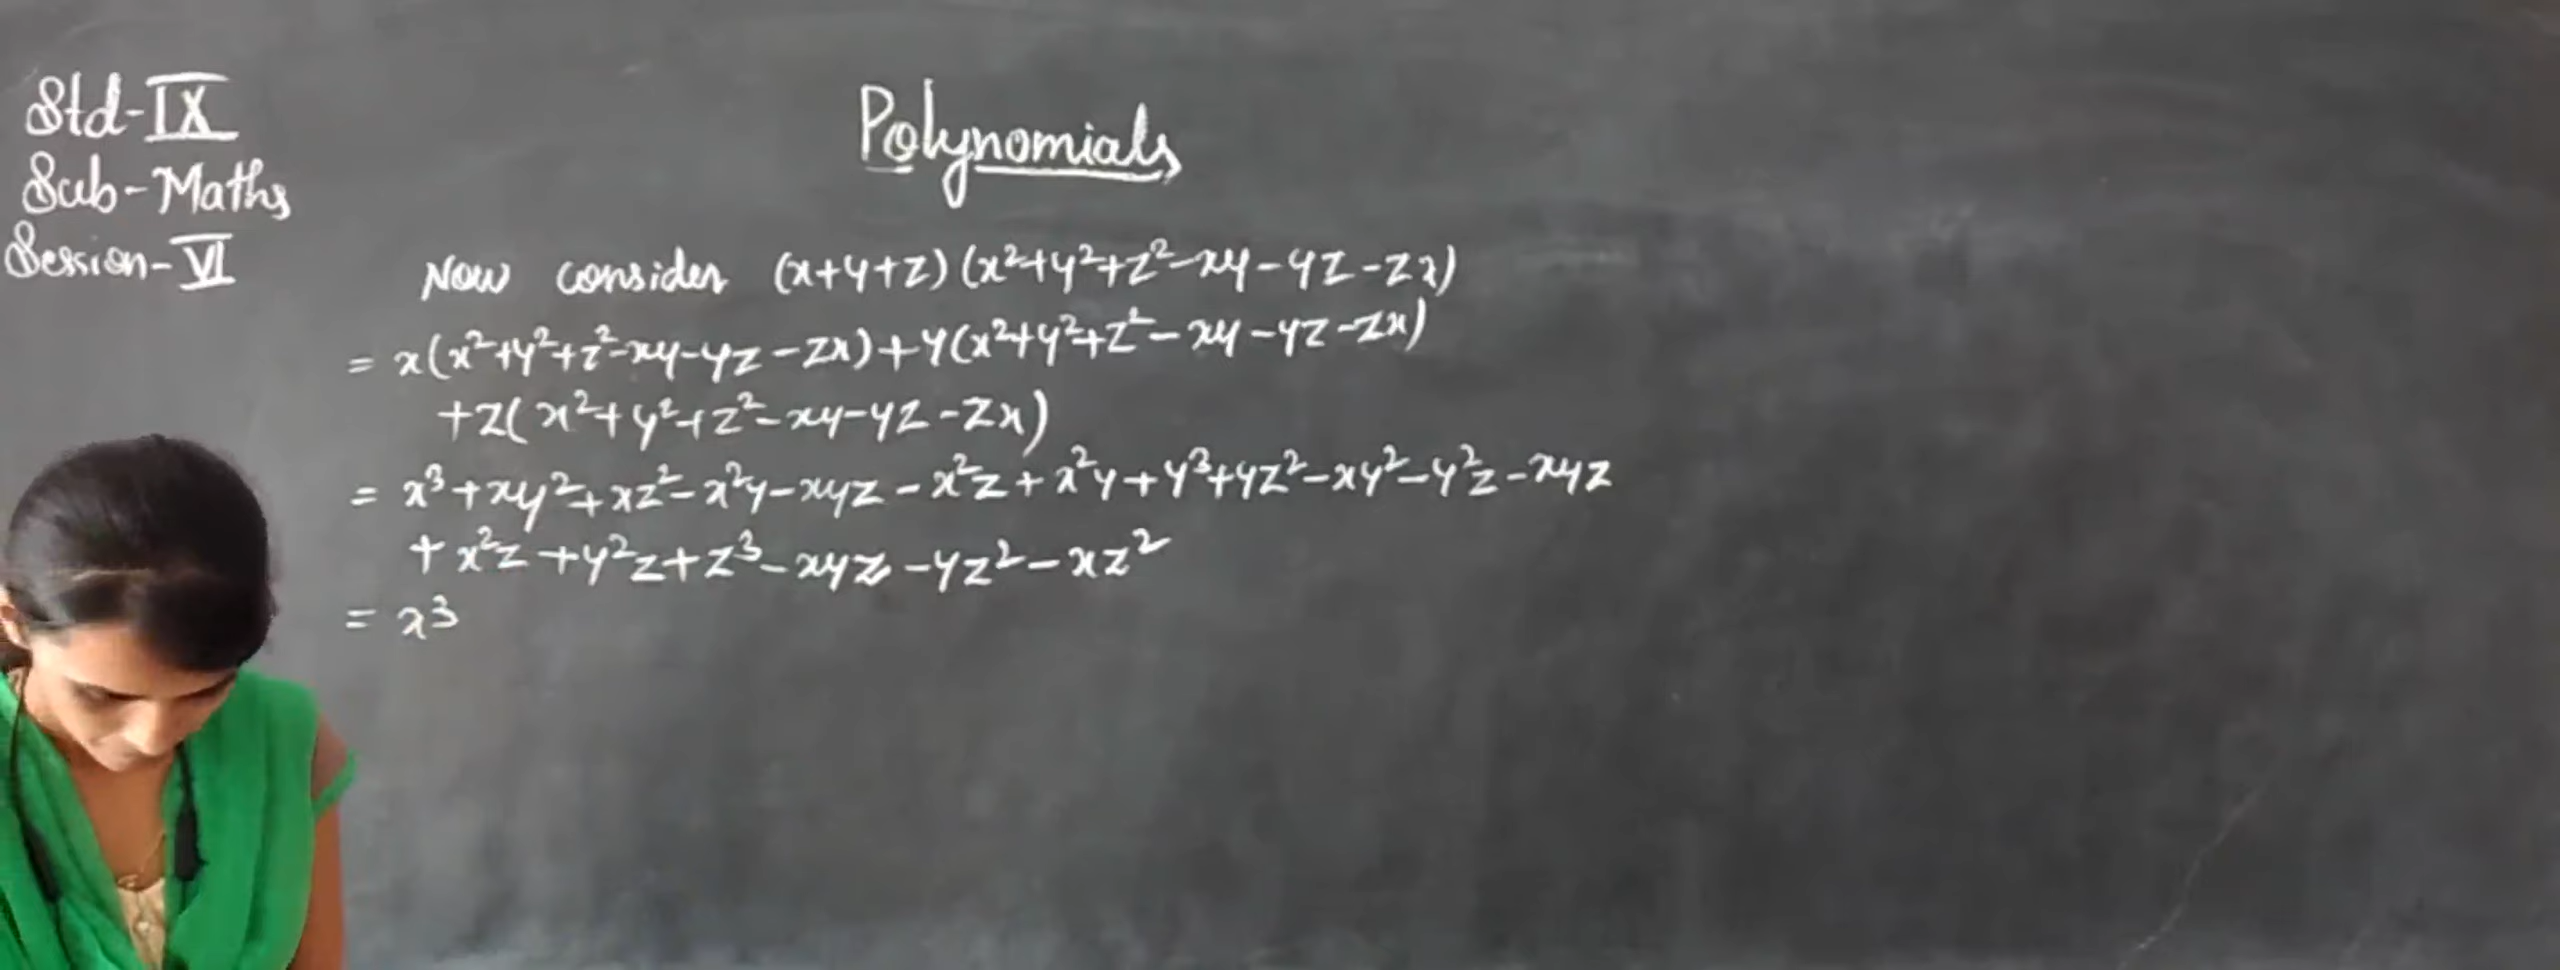 Std-IX
Sub-Maths
Session-VI
Polynomials
Now consider (x+y+z)(x²+y²+z²-xy-yz-zx)
= x(x²+y²+z²-xy-yz-zx)+y(x²+y²+z²-xy-yz-zx)
+z(x²+y²+z²-xy-yz-zx)
= x³+xy²+xz²-x²y-xyz-x²z+x²y+y³+yz²-xy²-y²z-xyz
+x²z+y²z+z³-xyz-yz²-xz²
= x³